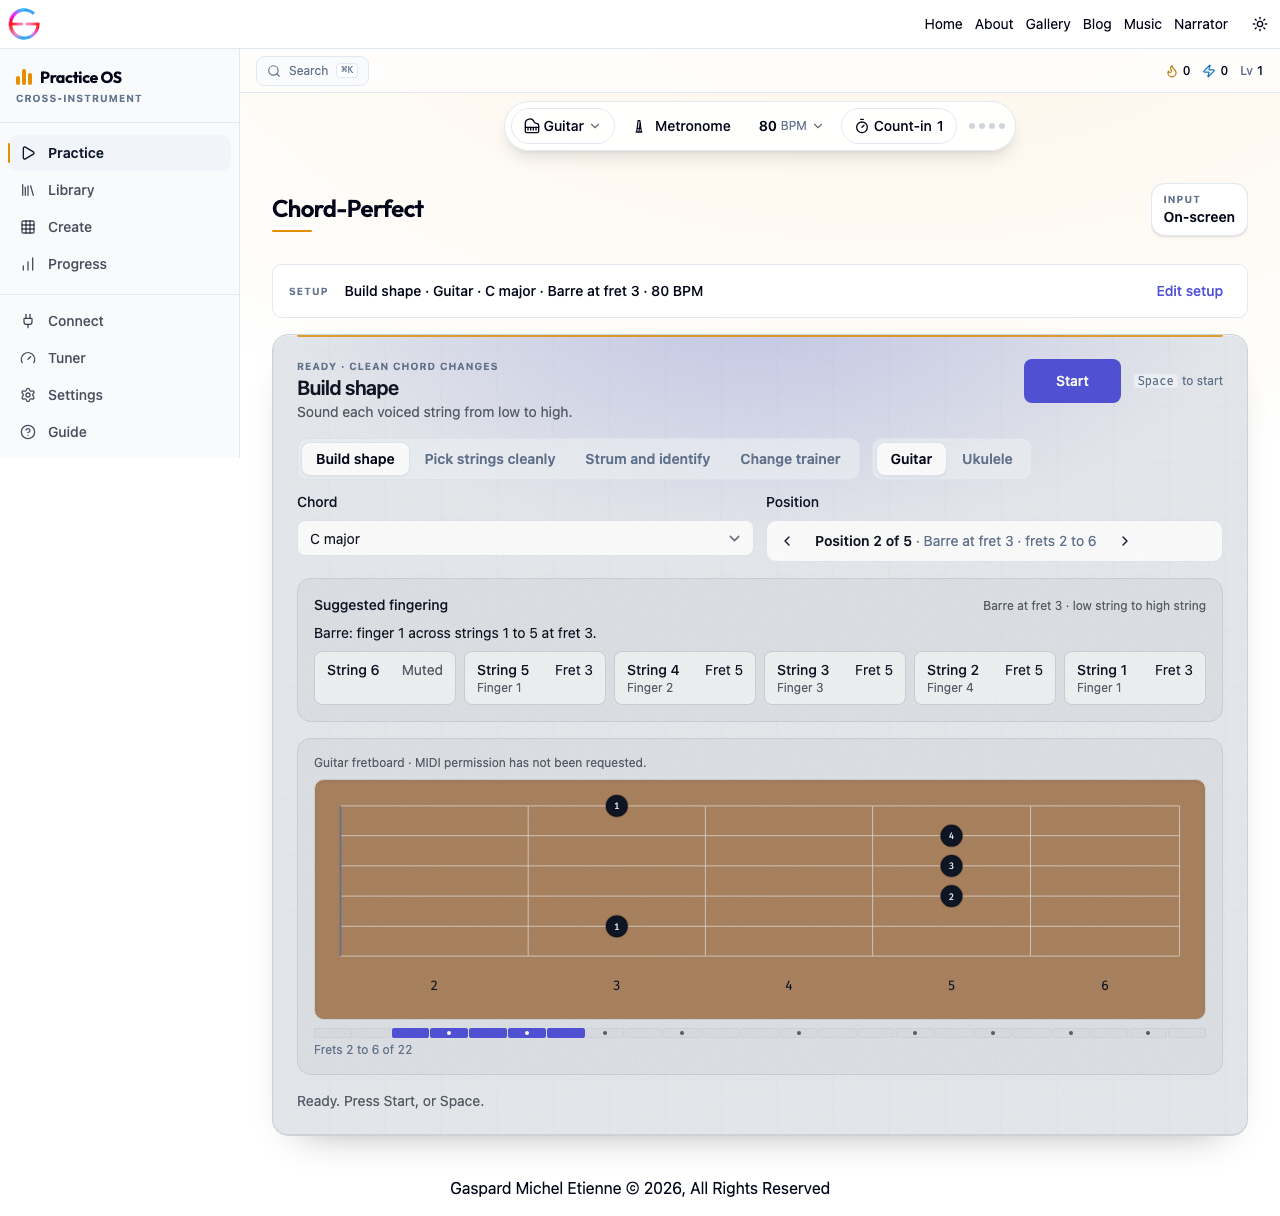 Home About Gallery Blog Music Narrator
Practice OS
CROSS-INSTRUMENT
Search ⌘K
0 0 Lv 1
Guitar Metronome 80 BPM Count-in 1
Practice
Library
Create
Progress
Connect
Tuner
Settings
Guide
Chord-Perfect
INPUT
On-screen
SETUP Build shape · Guitar · C major · Barre at fret 3 · 80 BPM Edit setup
READY · CLEAN CHORD CHANGES
Build shape
Sound each voiced string from low to high.
Start Space to start
Build shape Pick strings cleanly Strum and identify Change trainer Guitar Ukulele
Chord Position
C major Position 2 of 5 · Barre at fret 3 · frets 2 to 6
Suggested fingering Barre at fret 3 · low string to high string
Barre: finger 1 across strings 1 to 5 at fret 3.
String 6 Muted String 5 Fret 3 String 4 Fret 5 String 3 Fret 5 String 2 Fret 5 String 1 Fret 3
Finger 1 Finger 2 Finger 3 Finger 4 Finger 1
Guitar fretboard · MIDI permission has not been requested.
1
4
3
2
1
2 3 4 5 6
Frets 2 to 6 of 22
Ready. Press Start, or Space.
Gaspard Michel Etienne © 2026, All Rights Reserved